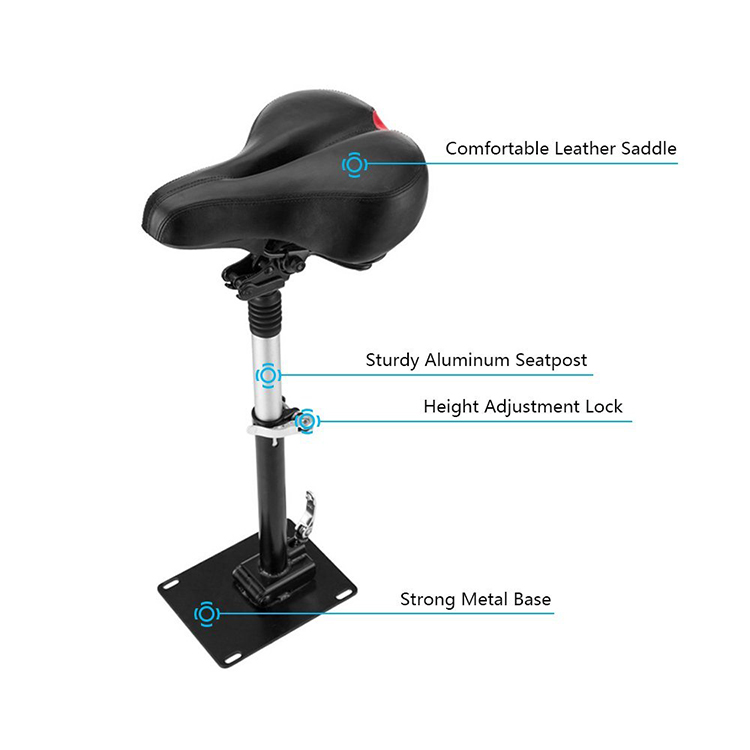 Comfortable Leather Saddle
Sturdy Aluminum Seatpost
Height Adjustment Lock
Strong Metal Base